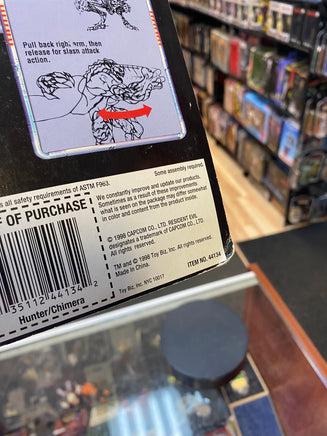 Pull back right arm, then
release for slash attack
action.
Some assembly required.
s all safety requirements of ASTM F963.
OF PURCHASE
We constantly improve and update our products.
Sometimes as a result of these improvements
what is seen on the package may differ somewhat
in color and content from the product inside.
© 1998 CAPCOM CO., LTD. RESIDENT EVIL
designates a trademark of CAPCOM CO., LTD.
TM and © 1998 Toy Biz, Inc. All rights reserved.
Made in China.
Toy Biz, Inc. NYC 10017
ITEM NO. 44134
35112 44134 2
Hunter/Chimera